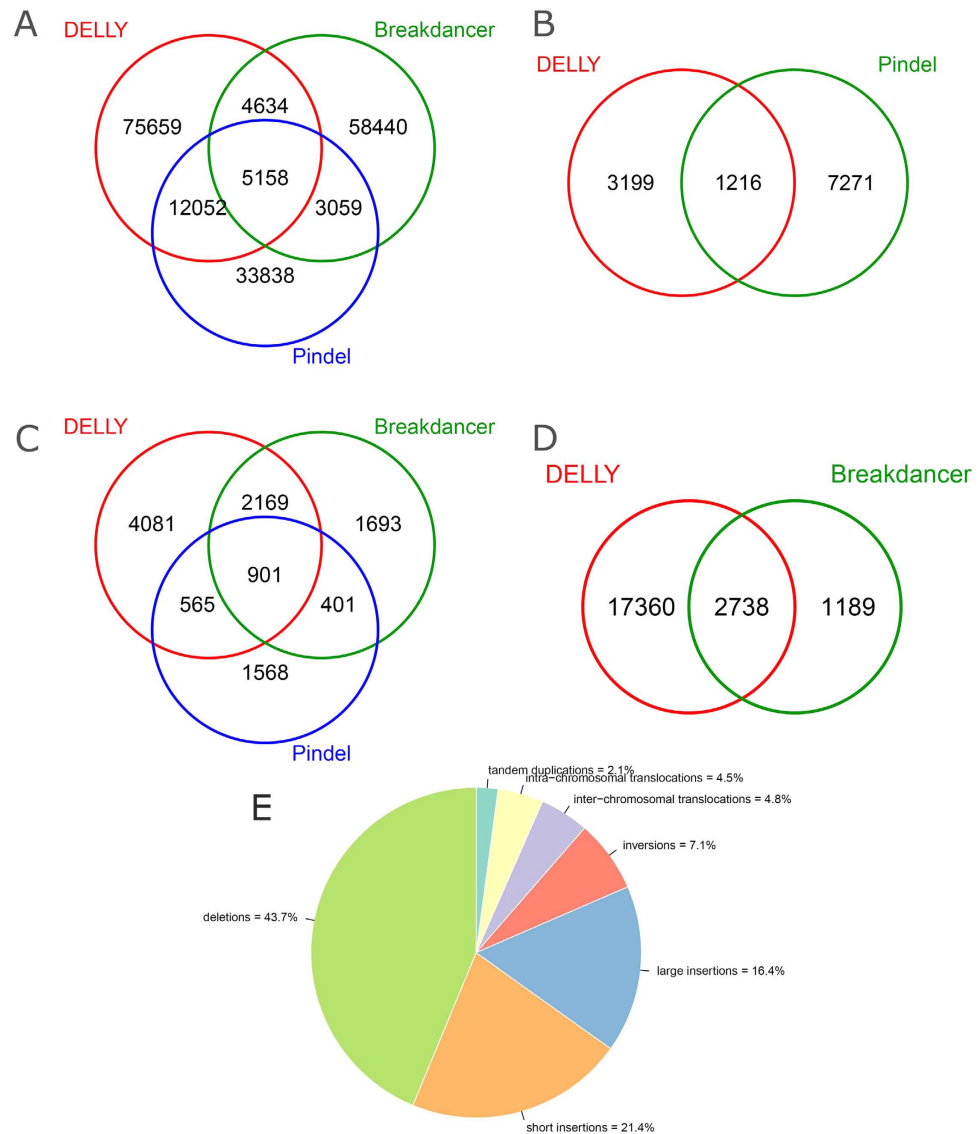 A
DELLY
Breakdancer
4634
75659
58440
5158
12052
3059
33838
Pindel
B
DELLY
Pindel
3199
1216
7271
C
DELLY
Breakdancer
2169
4081
1693
901
565
401
1568
Pindel
D
DELLY
Breakdancer
17360
2738
1189
E
tandem duplications = 2.1%
intra−chromosomal translocations = 4.5%
inter−chromosomal translocations = 4.8%
inversions = 7.1%
deletions = 43.7%
large insertions = 16.4%
short insertions = 21.4%